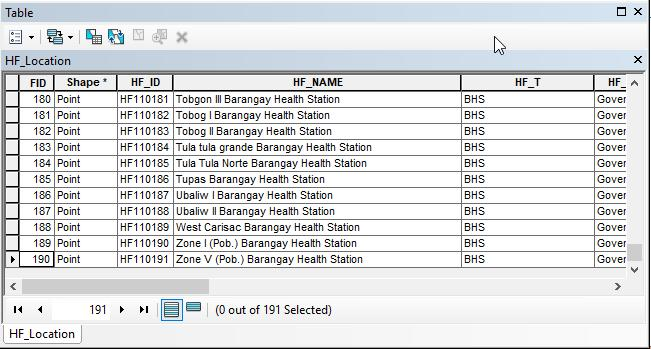 Table
HF_Location
FID Shape * HF_ID HF_NAME HF_T HF_
180 Point HF110181 Tobgon III Barangay Health Station BHS Gover
181 Point HF110182 Tobog I Barangay Health Station BHS Gover
182 Point HF110183 Tobog II Barangay Health Station BHS Gover
183 Point HF110184 Tula tula grande Barangay Health Station BHS Gover
184 Point HF110185 Tula Tula Norte Barangay Health Station BHS Gover
185 Point HF110186 Tupas Barangay Health Station BHS Gover
186 Point HF110187 Ubaliw I Barangay Health Station BHS Gover
187 Point HF110188 Ubaliw II Barangay Health Station BHS Gover
188 Point HF110189 West Carisac Barangay Health Station BHS Gover
189 Point HF110190 Zone I (Pob.) Barangay Health Station BHS Gover
190 Point HF110191 Zone V (Pob.) Barangay Health Station BHS Gover
191 (0 out of 191 Selected)
HF_Location